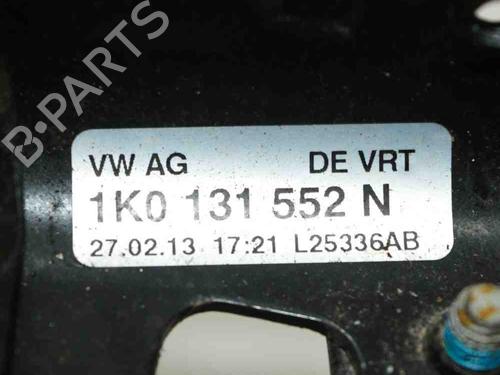 B-PARTS
VW AG DE VRT
1K0 131 552 N
27.02.13 17:21 L25336AB